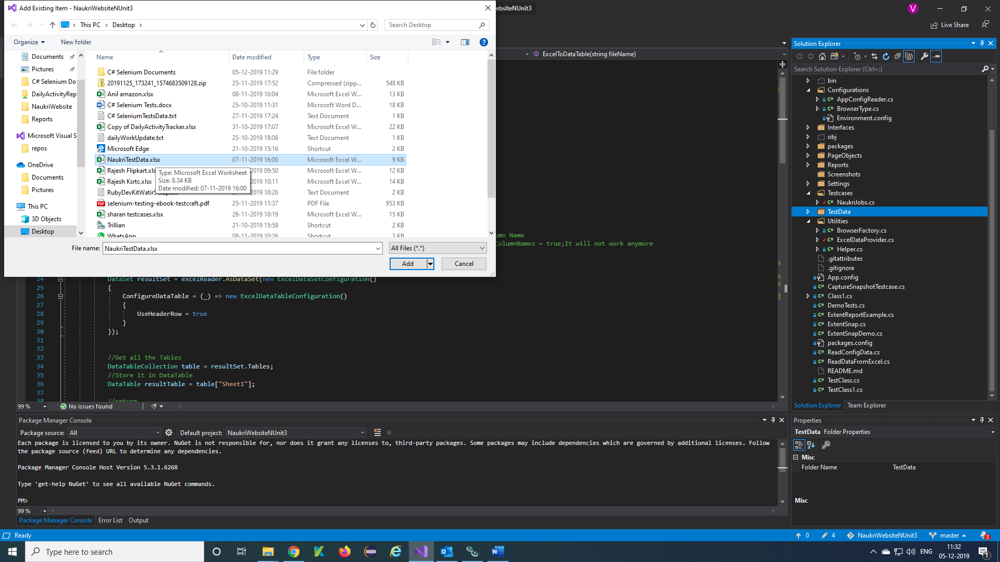 Add Existing Item - NaukriWebsiteNUnit3
This PC
Desktop
Search Desktop
Organize
New folder
Documents
Pictures
C# Selenium Do
DailyActivityRep
NaukriWebsite
Reports
Microsoft Visual S
repos
OneDrive
Documents
Pictures
This PC
3D Objects
Desktop
Name Date modified Type Size
C# Selenium Documents 05-12-2019 11:29 File folder
20191125_173241_1574683509128.zip 25-11-2019 17:52 Compressed (zipp... 548 KB
Anil amazon.xlsx 08-11-2019 10:04 Microsoft Excel W... 13 KB
C# Selenium Tests.docx 25-10-2019 11:31 Microsoft Word D... 18 KB
C# SeleniumTestsData.txt 27-11-2019 17:24 Text Document 1 KB
Copy of DailyActivityTracker.xlsx 31-10-2019 17:07 Microsoft Excel W... 22 KB
dailyWorkUpdate.txt 25-10-2019 18:06 Text Document 1 KB
Microsoft Edge 21-10-2019 15:16 Shortcut 2 KB
NaukriTestData.xlsx 07-11-2019 16:00 Microsoft Excel W... 9 KB
Rajesh Flipkart.xls 2019 09:50 Microsoft Excel W... 12 KB
Rajesh Ksrtc.xlsx 2019 10:11 Microsoft Excel W... 14 KB
2019 10:26 Text Document 2 KB
Type: Microsoft Excel Worksheet
Size: 8.34 KB
Date modified: 07-11-2019 16:00
selenium-testing-ebook-testcraft.pdf 25-11-2019 11:37 PDF File 953 KB
sharan testcases.xlsx 26-11-2019 10:19 Microsoft Excel W... 15 KB
Trillian 21-10-2019 15:58 Shortcut 2 KB
WhatsApp 08-11-2019 10:26 Shortcut 3 KB
File name: NaukriTestData.xlsx
All Files (*.*)
Add
Cancel
ebsiteNUnit3
V
Live Share
ExcelToDataTable(string fileName)
umn Name
ColumnNames = true;It will not work anymore
24 DataSet resultSet = excelReader.AsDataSet(new ExcelDataSetConfiguration()
25 {
26 ConfigureDataTable = (_) => new ExcelDataTableConfiguration()
27 {
28 UseHeaderRow = true
29 }
30 });
31
32
33 //Get all the Tables
34 DataTableCollection table = resultSet.Tables;
35 //Store it in DataTable
36 DataTable resultTable = table["Sheet1"];
37
38 //return
99 %
No issues found
Package Manager Console
Package source: All
Default project: NaukriWebsiteNUnit3
Each package is licensed to you by its owner. NuGet is not responsible for, nor does it grant any licenses to, third-party packages. Some packages may include dependencies which are governed by additional licenses. Follow
the package source (feed) URL to determine any dependencies.
Package Manager Console Host Version 5.3.1.6268
Type 'get-help NuGet' to see all available NuGet commands.
PM>
99 %
Package Manager Console Error List Output
Solution Explorer
Search Solution Explorer (Ctrl+;)
bin
Configurations
C# AppConfigReader.cs
C# BrowserType.cs
Environment.config
Interfaces
obj
packages
PageObjects
Reports
Screenshots
Settings
Testcases
C# NaukriJobs.cs
TestData
Utilities
C# BrowserFactory.cs
C# ExcelDataProvider.cs
C# Helper.cs
.gitattributes
.gitignore
App.config
C# CaptureSnapshotTestcase.cs
C# Class1.cs
C# DemoTests.cs
C# ExtentReportExample.cs
C# ExtentSnap.cs
C# ExtentSnapDemo.cs
packages.config
C# ReadConfigData.cs
C# ReadDataFromExcel.cs
README.md
C# TestClass.cs
C# TestClass1.cs
Solution Explorer Team Explorer
Properties
TestData Folder Properties
Misc
Folder Name TestData
Misc
Ready
0
4
NaukriWebsiteNUnit3
master
3
Type here to search
ENG
11:32
05-12-2019
1